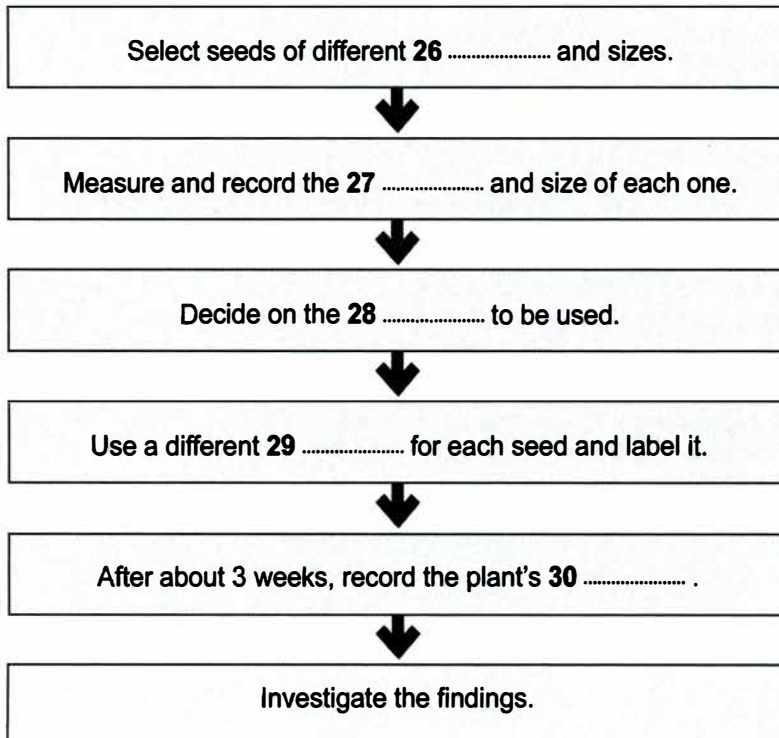 Select seeds of different 26 ...................... and sizes.
Measure and record the 27 ...................... and size of each one.
Decide on the 28 ...................... to be used.
Use a different 29 ...................... for each seed and label it.
After about 3 weeks, record the plant's 30 ...................... .
Investigate the findings.